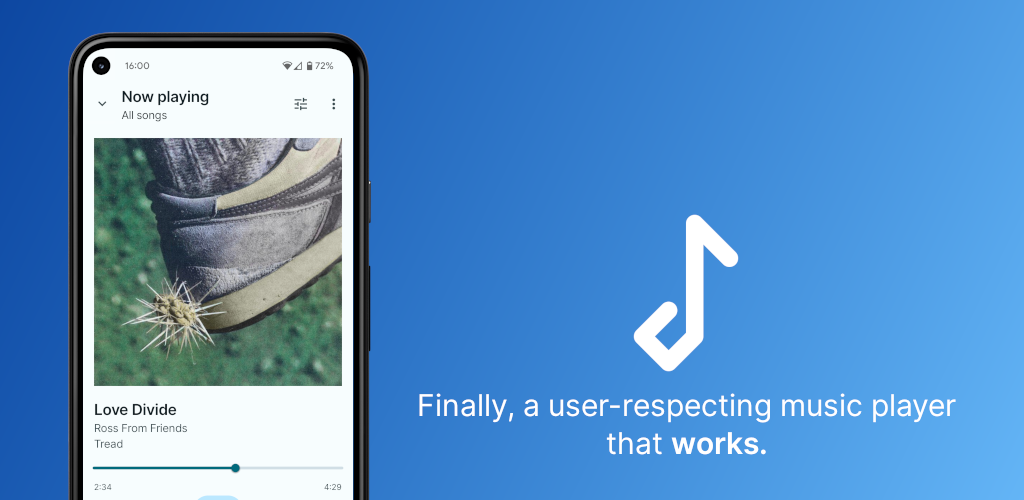 16:00
72%
Now playing
All songs
Love Divide
Ross From Friends
Tread
2:34
4:29
Finally, a user-respecting music player
that works.